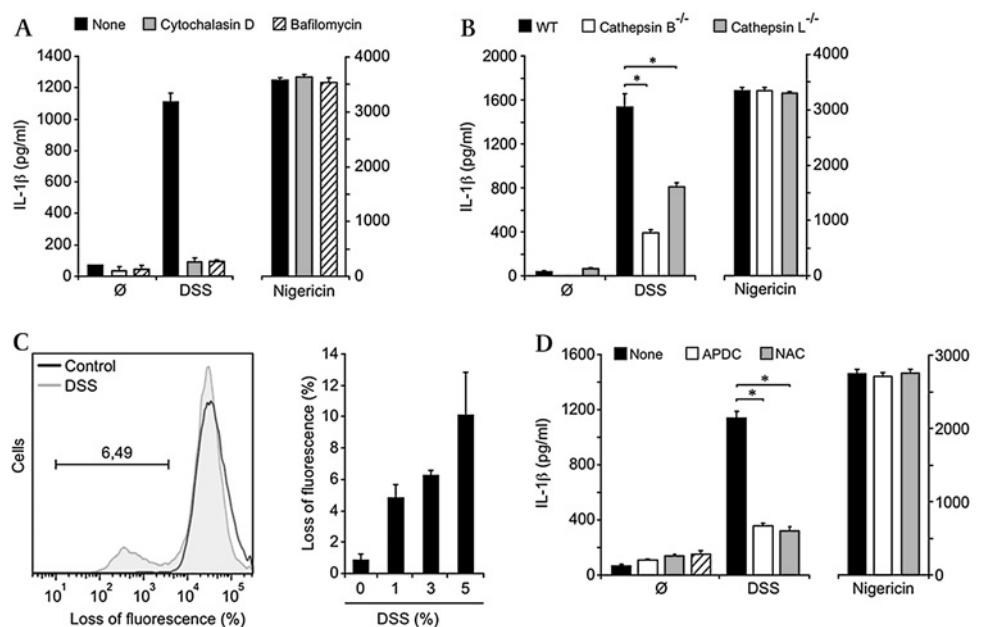 A
None Cytochalasin D Bafilomycin
IL-1β (pg/ml)
1400
1200
1000
800
600
400
200
0
4000
3000
2000
1000
0
Ø DSS Nigericin
B
WT Cathepsin B-/- Cathepsin L-/-
IL-1β (pg/ml)
2000
1600
1200
800
400
0
4000
3000
2000
1000
0
* *
Ø DSS Nigericin
C
Control
DSS
6,49
Cells
10¹ 10² 10³ 10⁴ 10⁵
Loss of fluorescence (%)
Loss of fluorescence (%)
14
12
10
8
6
4
2
0
0 1 3 5
DSS (%)
D
None APDC NAC
IL-1β (pg/ml)
1600
1200
800
400
0
3000
2000
1000
0
* *
Ø DSS Nigericin